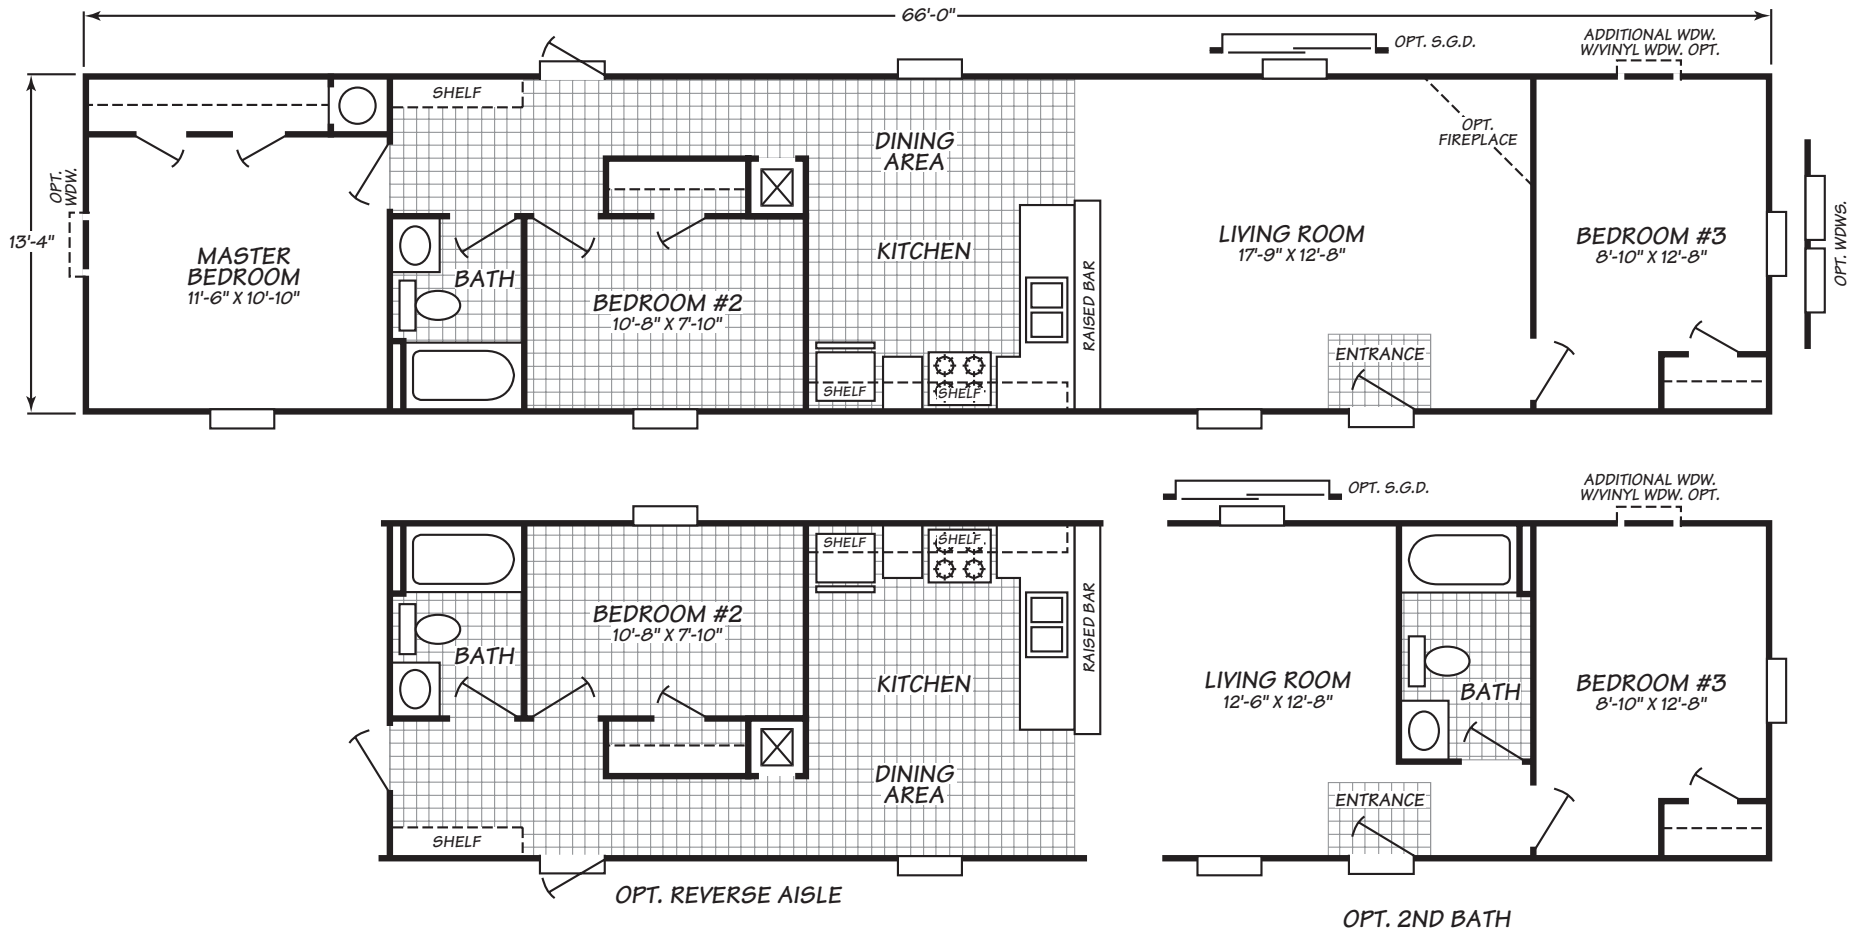 66'-0"
OPT. S.G.D.
ADDITIONAL WDW.
W/VINYL WDW. OPT.
SHELF
OPT.
WDW.
DINING
AREA
OPT.
FIREPLACE
13'-4"
MASTER
BEDROOM
11'-6" X 10'-10"
BATH
BEDROOM #2
10'-8" X 7'-10"
KITCHEN
RAISED BAR
LIVING ROOM
17'-9" X 12'-8"
BEDROOM #3
8'-10" X 12'-8"
OPT. WDWS.
SHELF
SHELF
ENTRANCE
SHELF
SHELF
BEDROOM #2
10'-8" X 7'-10"
BATH
KITCHEN
RAISED BAR
DINING
AREA
SHELF
OPT. REVERSE AISLE
OPT. S.G.D.
ADDITIONAL WDW.
W/VINYL WDW. OPT.
LIVING ROOM
12'-6" X 12'-8"
BATH
BEDROOM #3
8'-10" X 12'-8"
ENTRANCE
OPT. 2ND BATH